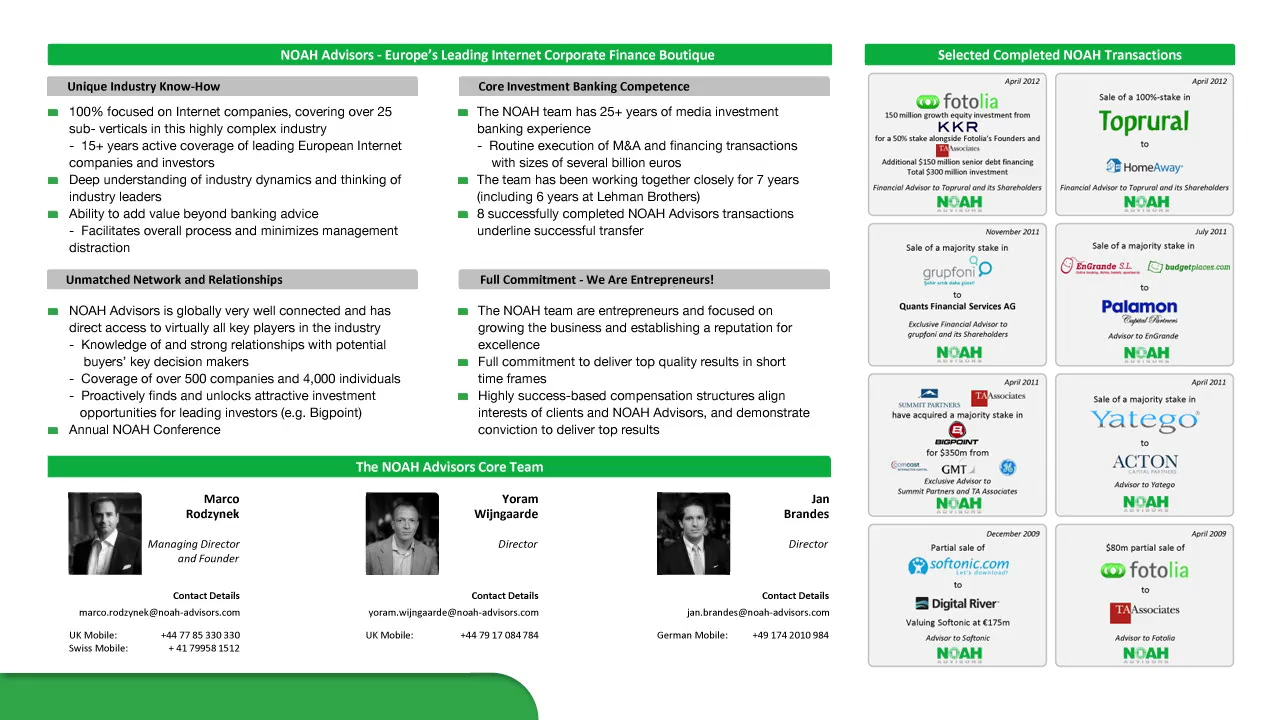 NOAH Advisors - Europe's Leading Internet Corporate Finance Boutique
Unique Industry Know-How
100% focused on Internet companies, covering over 25
sub- verticals in this highly complex industry
- 15+ years active coverage of leading European Internet
companies and investors
Deep understanding of industry dynamics and thinking of
industry leaders
Ability to add value beyond banking advice
- Facilitates overall process and minimizes management
distraction
Core Investment Banking Competence
The NOAH team has 25+ years of media investment
banking experience
- Routine execution of M&A and financing transactions
with sizes of several billion euros
The team has been working together closely for 7 years
(including 6 years at Lehman Brothers)
8 successfully completed NOAH Advisors transactions
underline successful transfer
Unmatched Network and Relationships
NOAH Advisors is globally very well connected and has
direct access to virtually all key players in the industry
- Knowledge of and strong relationships with potential
buyers' key decision makers
- Coverage of over 500 companies and 4,000 individuals
- Proactively finds and unlocks attractive investment
opportunities for leading investors (e.g. Bigpoint)
Annual NOAH Conference
Full Commitment - We Are Entrepreneurs!
The NOAH team are entrepreneurs and focused on
growing the business and establishing a reputation for
excellence
Full commitment to deliver top quality results in short
time frames
Highly success-based compensation structures align
interests of clients and NOAH Advisors, and demonstrate
conviction to deliver top results
The NOAH Advisors Core Team
Marco
Rodzynek
Managing Director
and Founder
Contact Details
marco.rodzynek@noah-advisors.com
UK Mobile: +44 77 85 330 330
Swiss Mobile: + 41 79958 1512
Yoram
Wijngaarde
Director
Contact Details
yoram.wijngaarde@noah-advisors.com
UK Mobile: +44 79 17 084 784
Jan
Brandes
Director
Contact Details
jan.brandes@noah-advisors.com
German Mobile: +49 174 2010 984
Selected Completed NOAH Transactions
April 2012
fotolia
150 million growth equity investment from
KKR
for a 50% stake alongside Fotolia's Founders and
TA Associates
Additional $150 million senior debt financing
Total $300 million investment
Financial Advisor to Toprural and its Shareholders
NOAH
ADVISORS
April 2012
Sale of a 100%-stake in
Toprural
to
HomeAway
Financial Advisor to Toprural and its Shareholders
NOAH
ADVISORS
November 2011
Sale of a majority stake in
grupfoni
Şehir artık daha güzel!
to
Quants Financial Services AG
Exclusive Financial Advisor to
grupfoni and its Shareholders
NOAH
ADVISORS
July 2011
Sale of a majority stake in
EnGrande S.L. budgetplaces.com
to
Palamon
Capital Partners
Advisor to EnGrande
NOAH
ADVISORS
April 2011
SUMMIT PARTNERS TA Associates
have acquired a majority stake in
BIGPOINT
for $350m from
comcast GMT GE
Exclusive Advisor to
Summit Partners and TA Associates
NOAH
ADVISORS
April 2011
Sale of a majority stake in
Yatego®
to
ACTON
CAPITAL PARTNERS
Advisor to Yatego
NOAH
ADVISORS
December 2009
Partial sale of
softonic.com
Let's download!
to
Digital River
Valuing Softonic at €175m
Advisor to Softonic
NOAH
ADVISORS
April 2009
$80m partial sale of
fotolia
to
TA Associates
Advisor to Fotolia
NOAH
ADVISORS